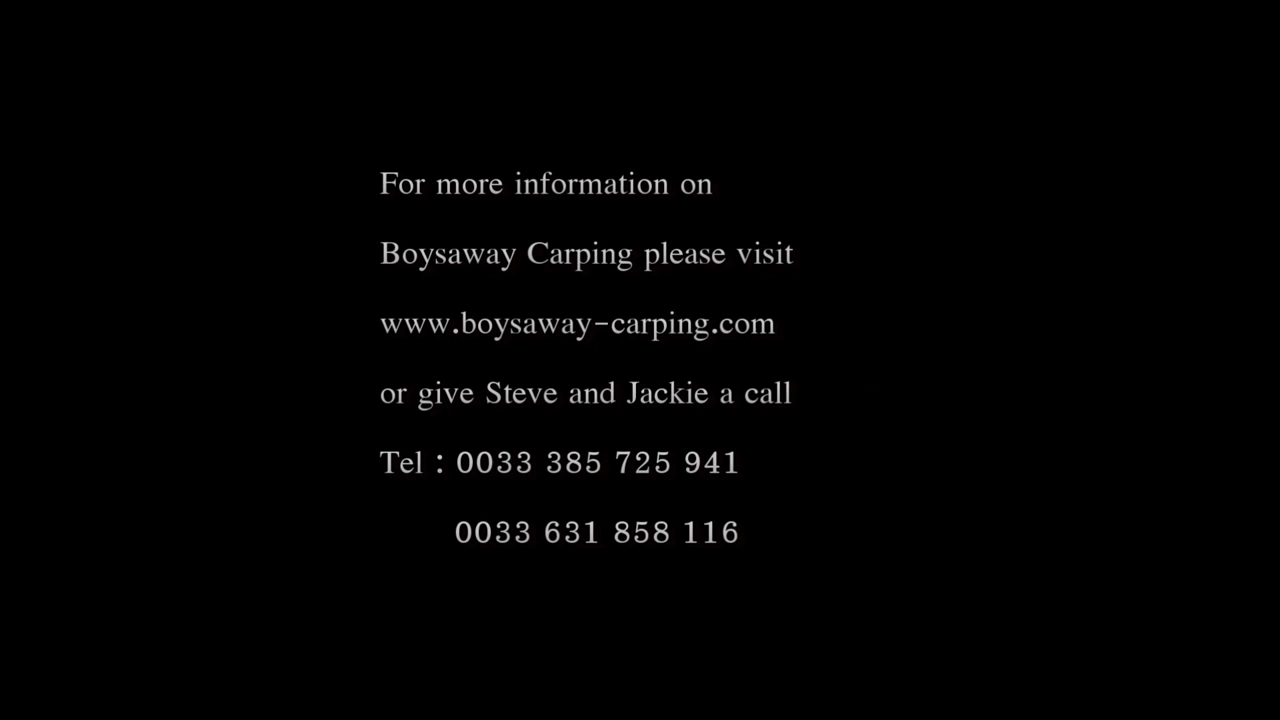 For more information on
Boysaway Carping please visit
www.boysaway-carping.com
or give Steve and Jackie a call
Tel : 0033 385 725 941
0033 631 858 116